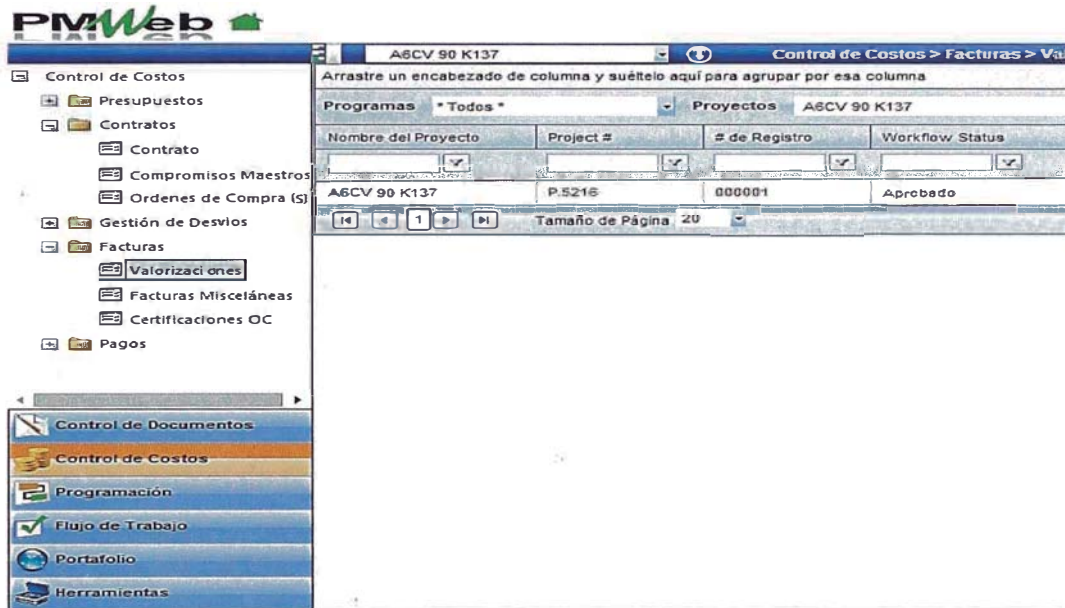 PMWeb
A6CV 90 K137
Control de Costos > Facturas > Va
Control de Costos
Presupuestos
Contratos
Contrato
Compromisos Maestros
Ordenes de Compra (s)
Gestión de Desvios
Facturas
Valorizaciones
Facturas Misceláneas
Certificaciones OC
Pagos
Arrastre un encabezado de columna y suéltelo aquí para agrupar por esa columna
Programas * Todos * Proyectos A6CV 90 K137
Nombre del Proyecto Project # # de Registro Workflow Status
A6CV 90 K137 P.5216 000001 Aprobado
1 Tamaño de Página 20
Control de Documentos
Control de Costos
Programación
Flujo de Trabajo
Portafolio
Herramientas